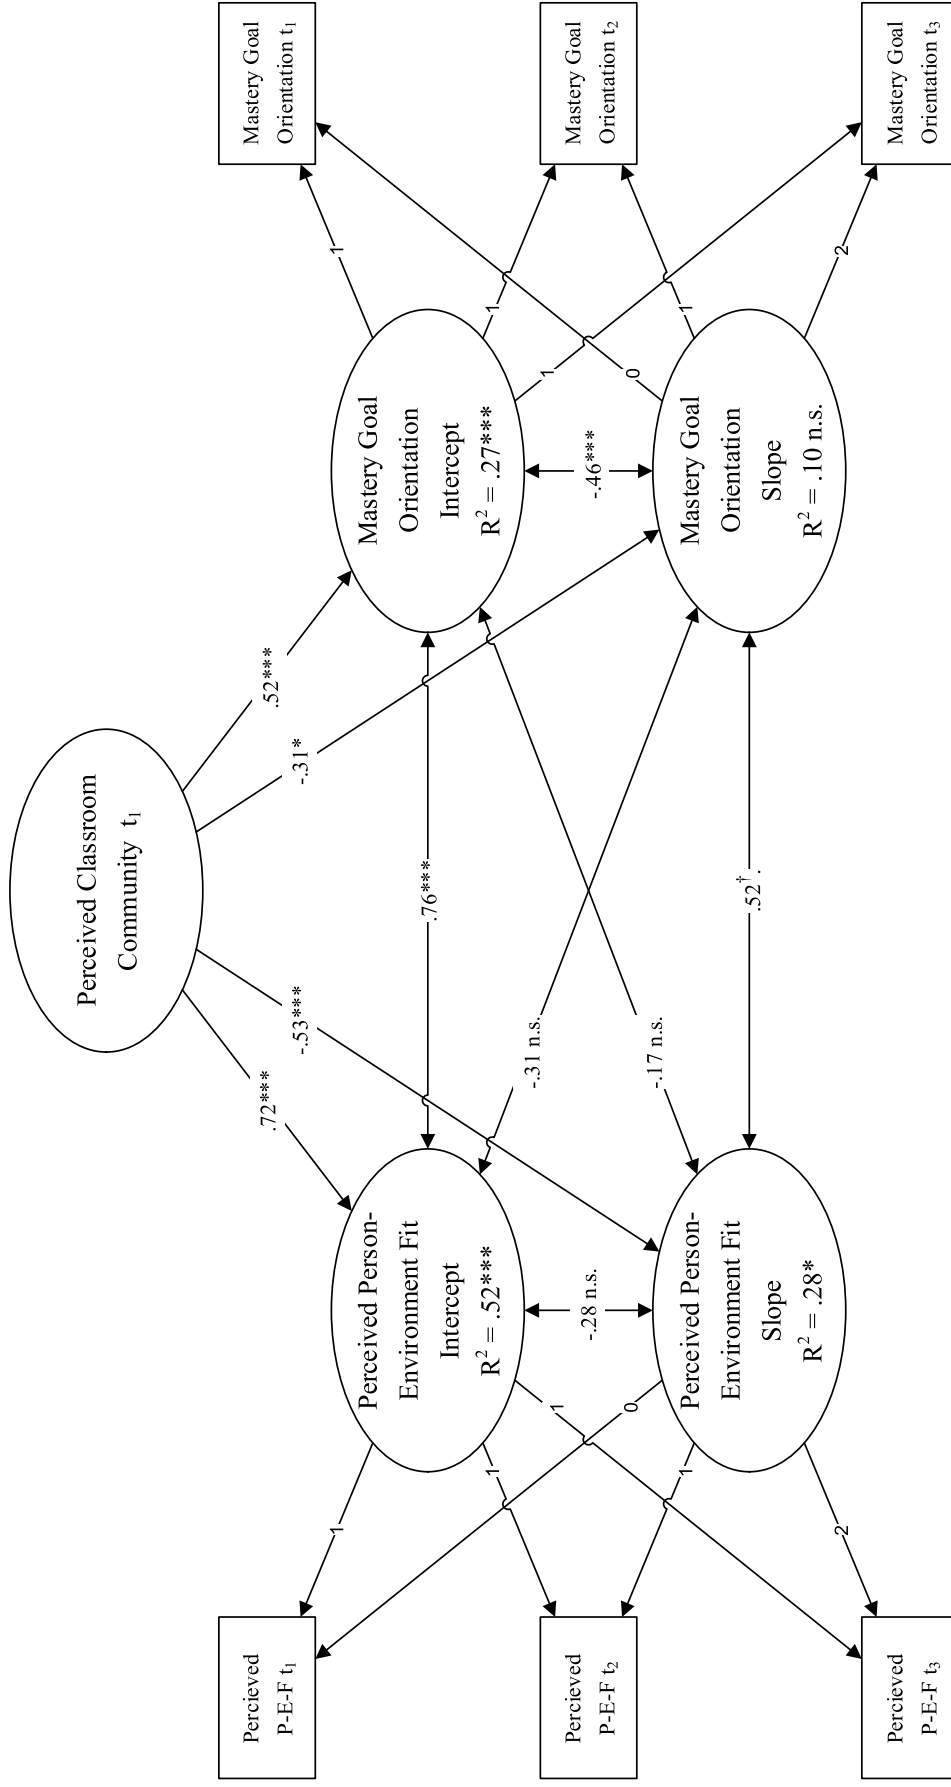 Perceived Classroom
Community t₁
.72***
-.53***
-.31*
.52***
Percieved
P-E-F t₁
Percieved
P-E-F t₂
Percieved
P-E-F t₃
1
1
1
0
1
2
Perceived Person-
Environment Fit
Intercept
R² = .52***
-.28 n.s.
Perceived Person-
Environment Fit
Slope
R² = .28*
.76***
-.31 n.s.
-.17 n.s.
.52†.
Mastery Goal
Orientation
Intercept
R² = .27***
-.46***
Mastery Goal
Orientation
Slope
R² = .10 n.s.
1
1
1
0
1
2
Mastery Goal
Orientation t₁
Mastery Goal
Orientation t₂
Mastery Goal
Orientation t₃